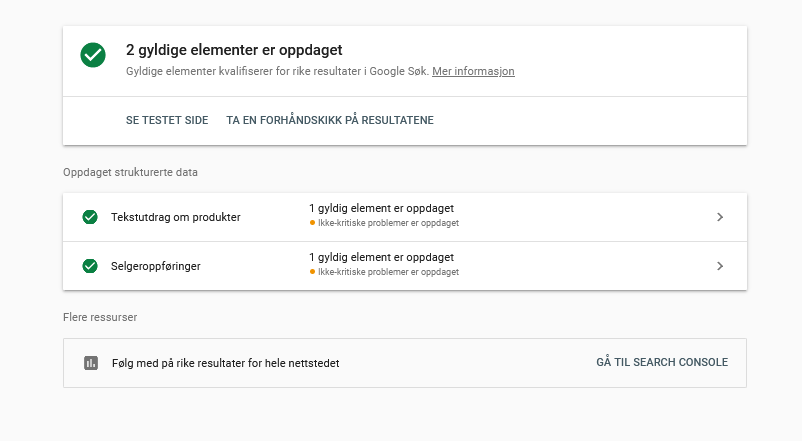 2 gyldige elementer er oppdaget
Gyldige elementer kvalifiserer for rike resultater i Google Søk. Mer informasjon
SE TESTET SIDE TA EN FORHÅNDSKIKK PÅ RESULTATENE
Oppdaget strukturerte data
Tekstutdrag om produkter
1 gyldig element er oppdaget
Ikke-kritiske problemer er oppdaget
Selgeroppføringer
1 gyldig element er oppdaget
Ikke-kritiske problemer er oppdaget
Flere ressurser
Følg med på rike resultater for hele nettstedet GÅ TIL SEARCH CONSOLE